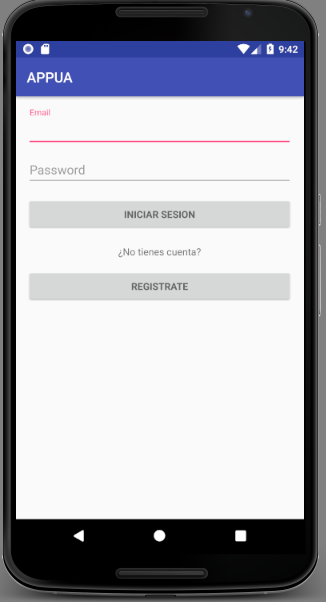 9:42
APPUA
Email
Password
INICIAR SESION
¿No tienes cuenta?
REGISTRATE